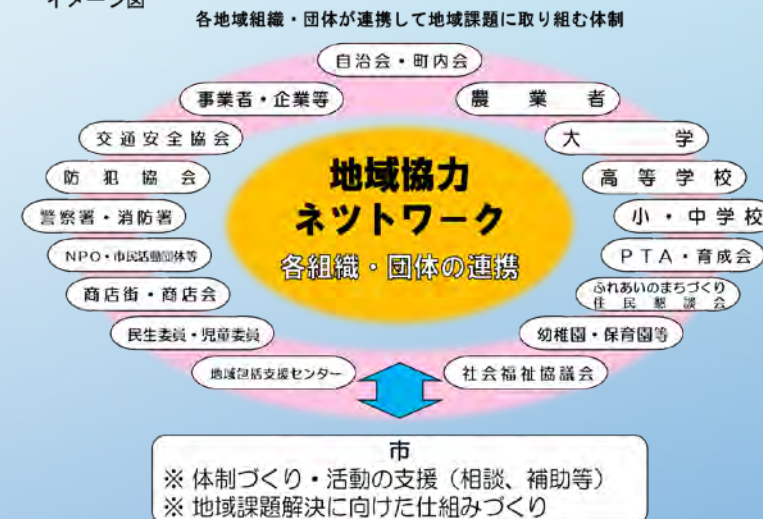 イメージ図
各地域組織・団体が連携して地域課題に取り組む体制
自治会・町内会
事業者・企業等
農業者
交通安全協会
大学
防犯協会
高等学校
警察署・消防署
小・中学校
NPO・市民活動団体等
PTA・育成会
商店街・商店会
ふれあいのまちづくり
住民懇談会
民生委員・児童委員
幼稚園・保育園等
地域包括支援センター
社会福祉協議会
地域協力
ネットワーク
各組織・団体の連携
市
※ 体制づくり・活動の支援(相談、補助等)
※ 地域課題解決に向けた仕組みづくり